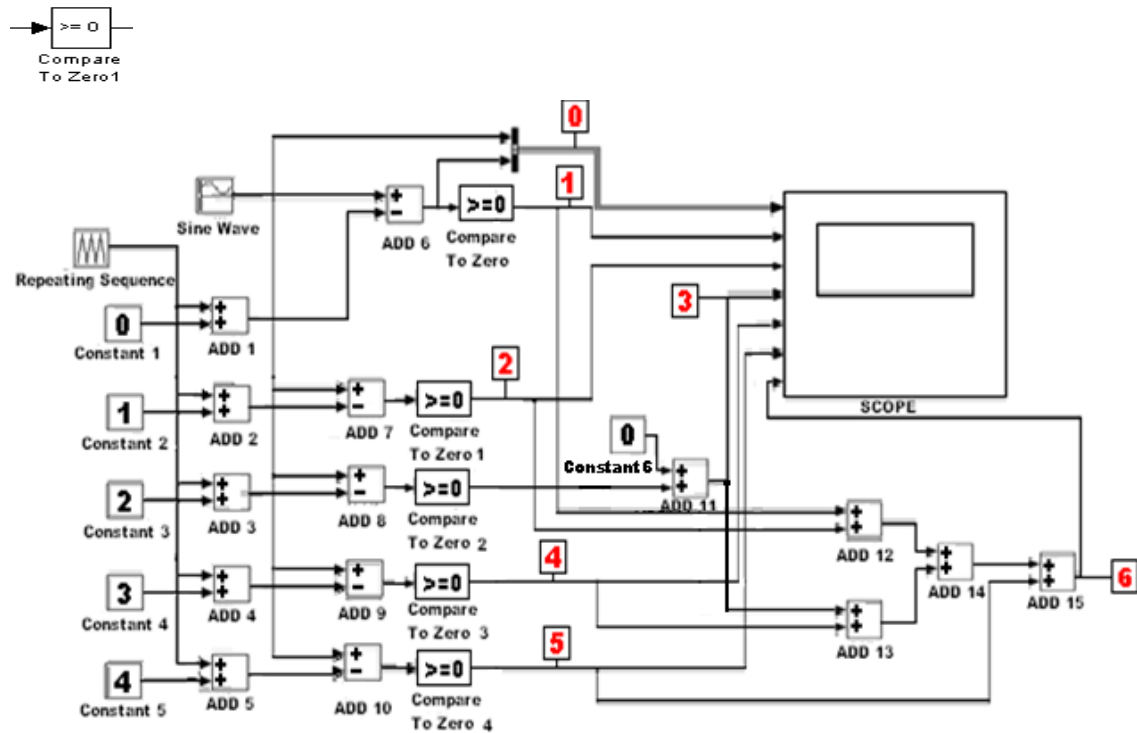 >= 0
Compare
To Zero1
0
1
Sine Wave
+
−
ADD 6
>=0
Compare
To Zero
Repeating Sequence
0
Constant 1
+
+
ADD 1
3
2
SCOPE
1
Constant 2
+
+
ADD 2
+
−
ADD 7
>=0
Compare
To Zero 1
0
Constant6
+
+
ADD 11
2
Constant 3
+
+
ADD 3
+
−
ADD 8
>=0
Compare
To Zero 2
+
+
ADD 12
3
Constant 4
+
+
ADD 4
+
−
ADD 9
>=0
Compare
To Zero 3
4
+
+
ADD 13
+
+
ADD 14
+
+
ADD 15
6
4
Constant 5
+
+
ADD 5
+
−
ADD 10
>=0
Compare
To Zero 4
5